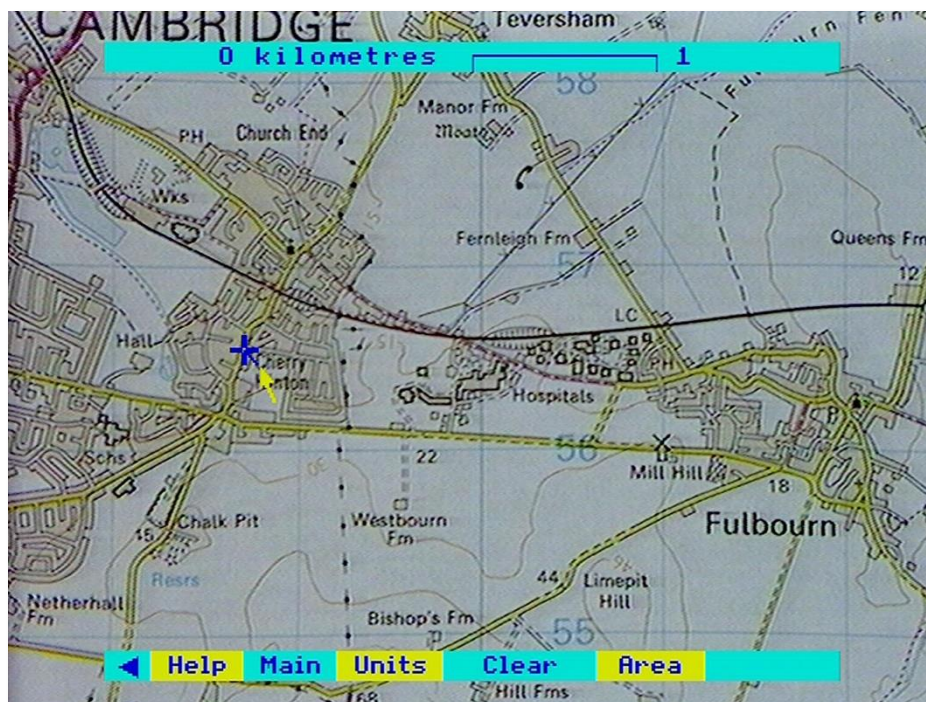 CAMBRIDGE
Teversham
0 kilometres 1
58
Manor Fm
Moat
PH
Church End
Wks
Fernleigh Fm
Queens Fm
57
12
LC
Hall
PH
Cherry
Hinton
Hospitals
P
56
22
Schs
Mill Hill
18
Chalk Pit
Westbourn
Fm
Fulbourn
15
Resrs
44
Limepit
Hill
Netherhall
Fm
Bishop's Fm
55
Help Main Units Clear Area
68
Hill Fms